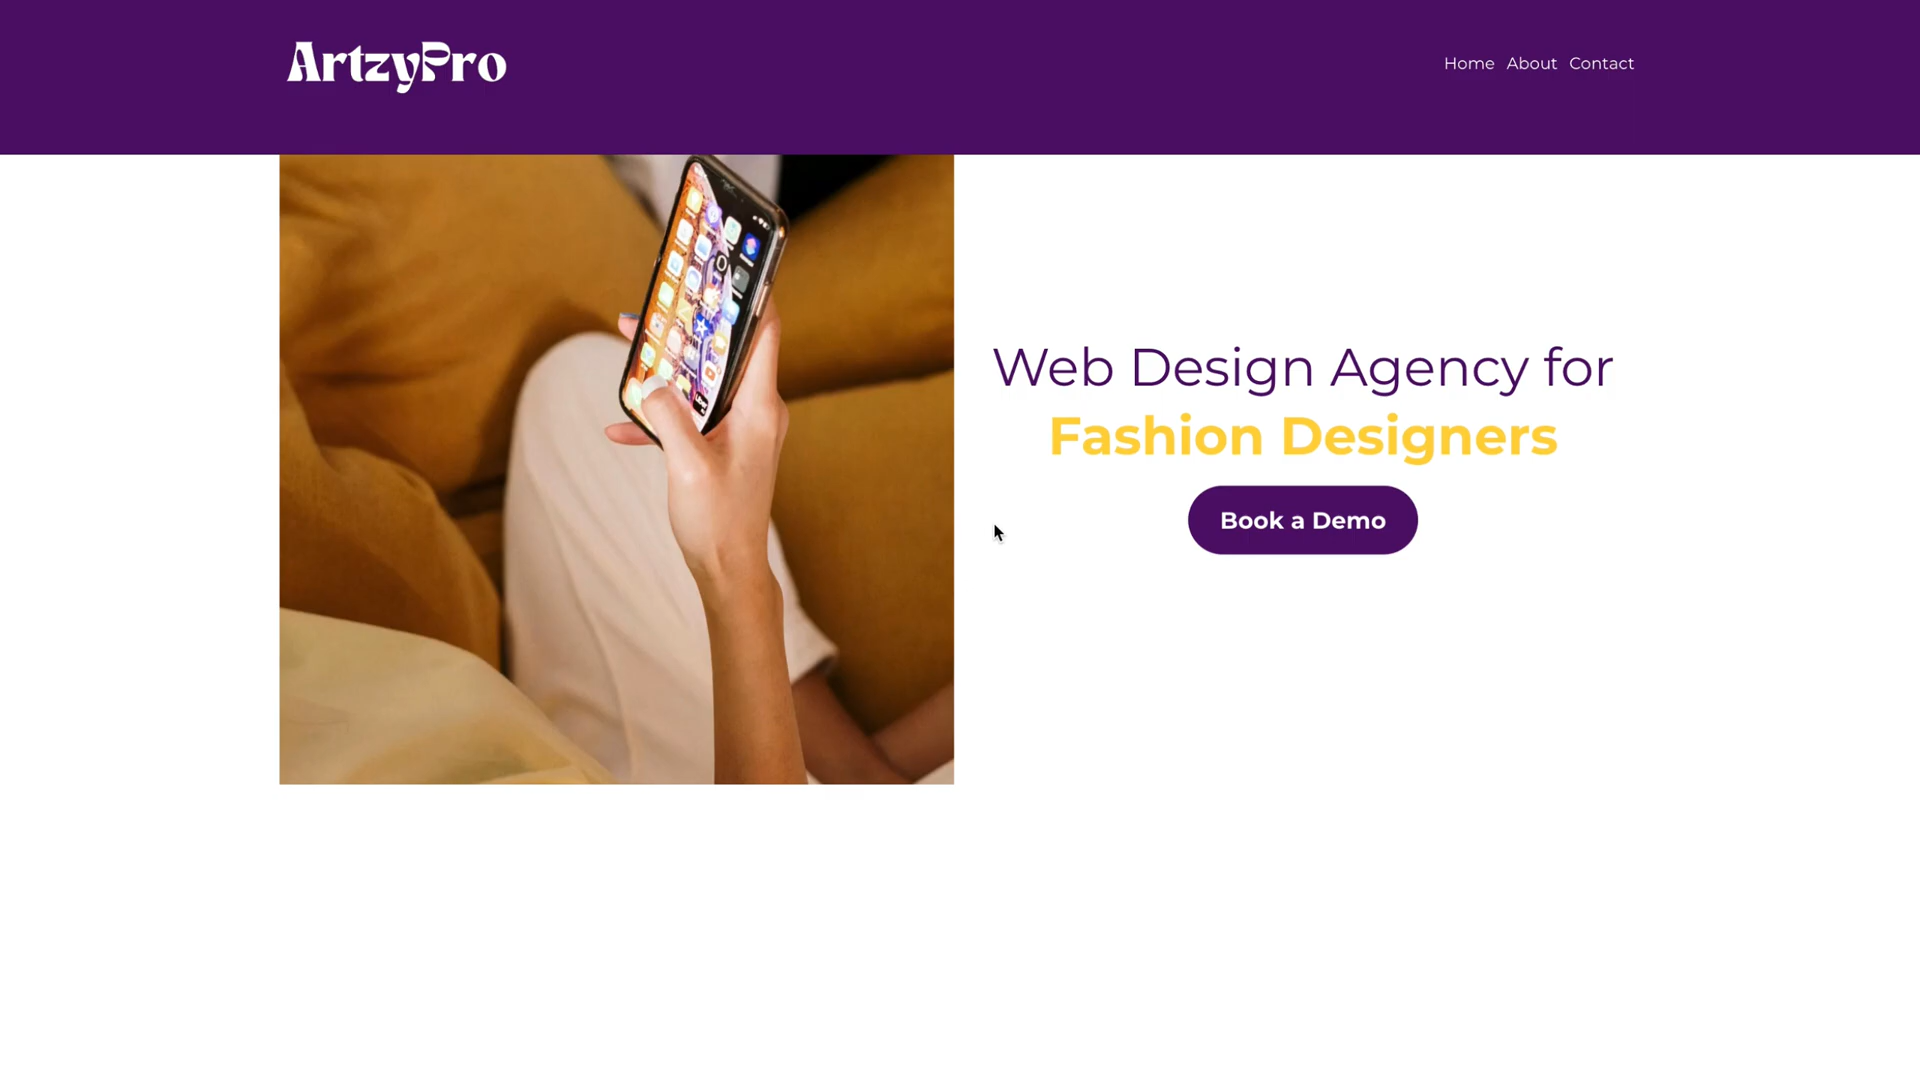 ArtzyPro
Home About Contact
Web Design Agency for
Fashion Designers
Book a Demo